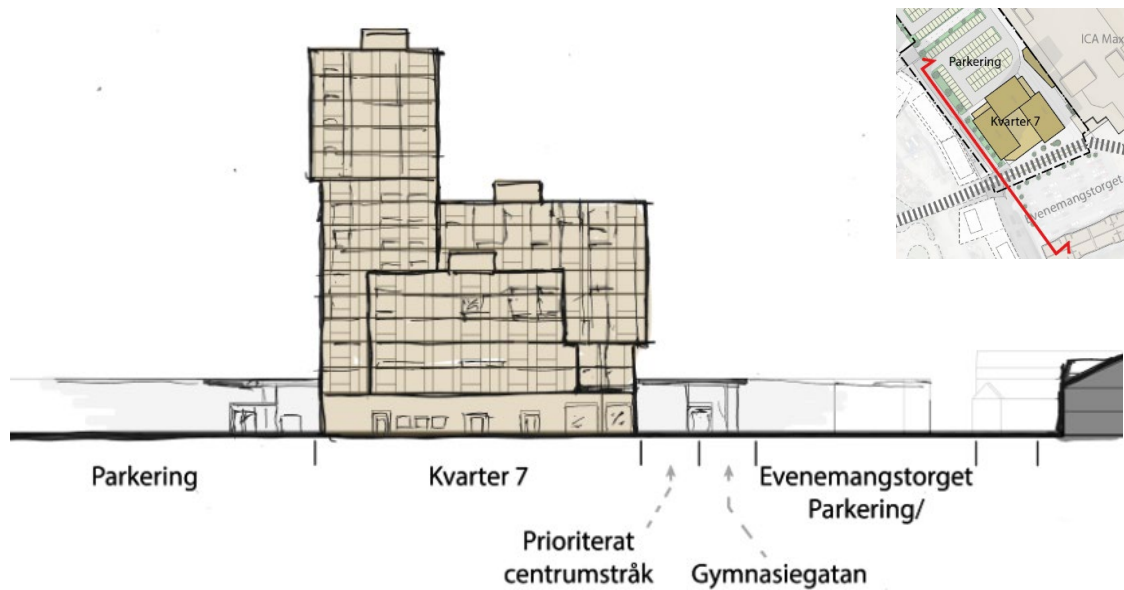 ICA Max
Parkering
Kvarter 7
Evenemangstorget
Parkering
Kvarter 7
Evenemangstorget
Parkering/
Prioriterat
centrumstråk
Gymnasiegatan